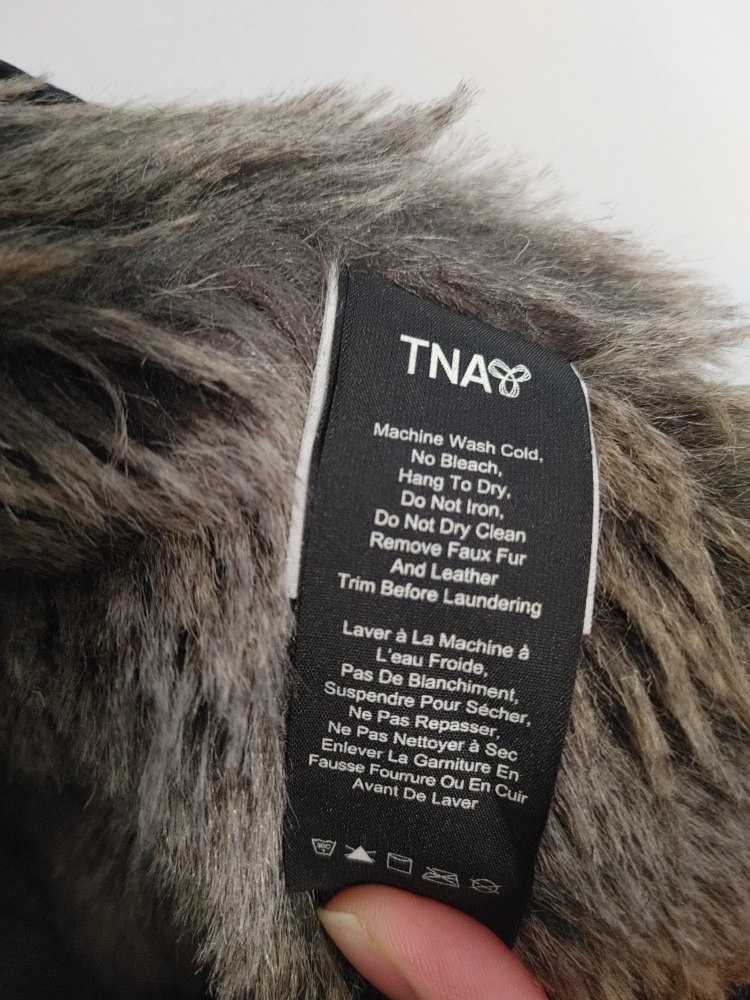 TNA
Machine Wash Cold,
No Bleach,
Hang To Dry,
Do Not Iron,
Do Not Dry Clean
Remove Faux Fur
And Leather
Trim Before Laundering
Laver à La Machine à
L'eau Froide,
Pas De Blanchiment,
Suspendre Pour Sécher,
Ne Pas Repasser,
Ne Pas Nettoyer à Sec
Enlever La Garniture En
Fausse Fourrure Ou En Cuir
Avant De Laver
30C